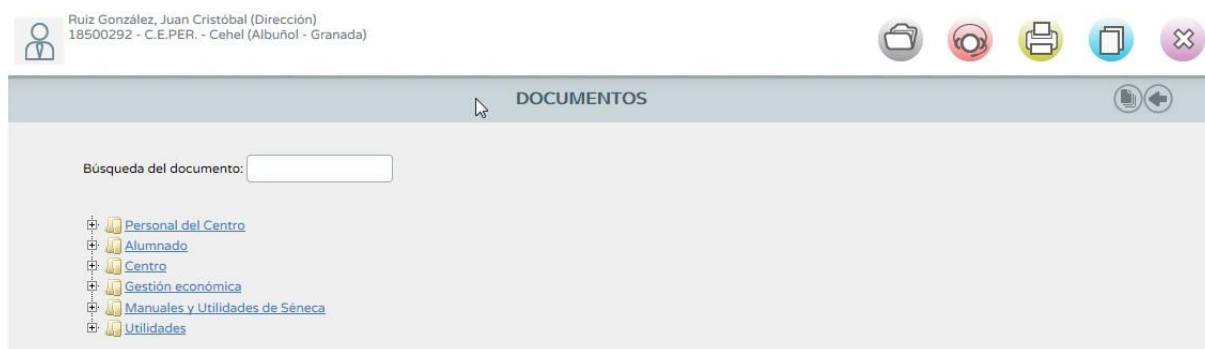 Ruiz González, Juan Cristóbal (Dirección)
18500292 - C.E.PER. - Cehel (Albuñol - Granada)
DOCUMENTOS
Búsqueda del documento:
Personal del Centro
Alumnado
Centro
Gestión económica
Manuales y Utilidades de Séneca
Utilidades